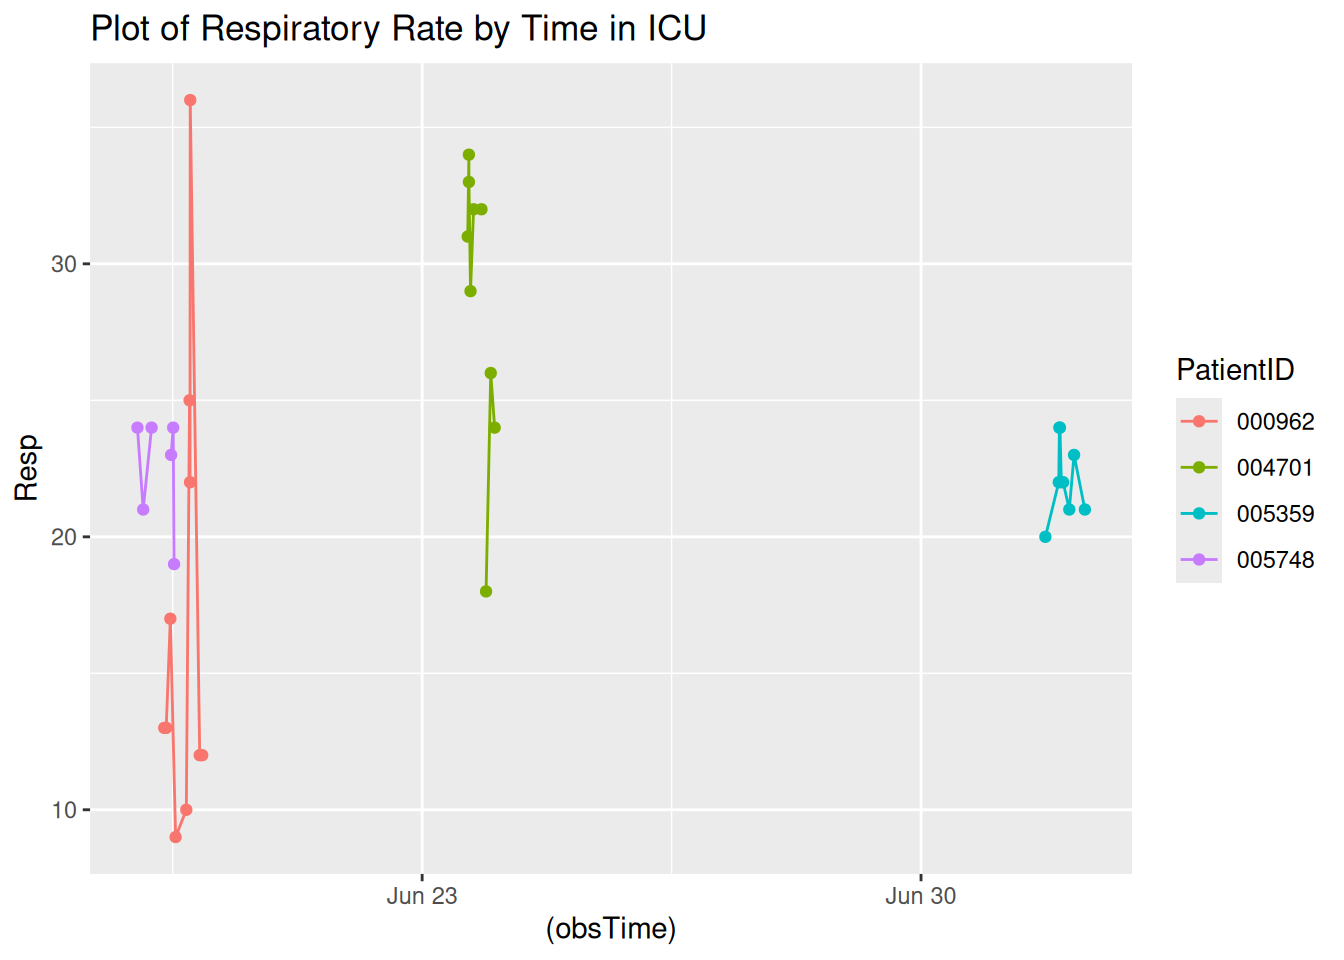 Plot of Respiratory Rate by Time in ICU
Resp
30
20
10
Jun 23
Jun 30
(obsTime)
PatientID
000962
004701
005359
005748